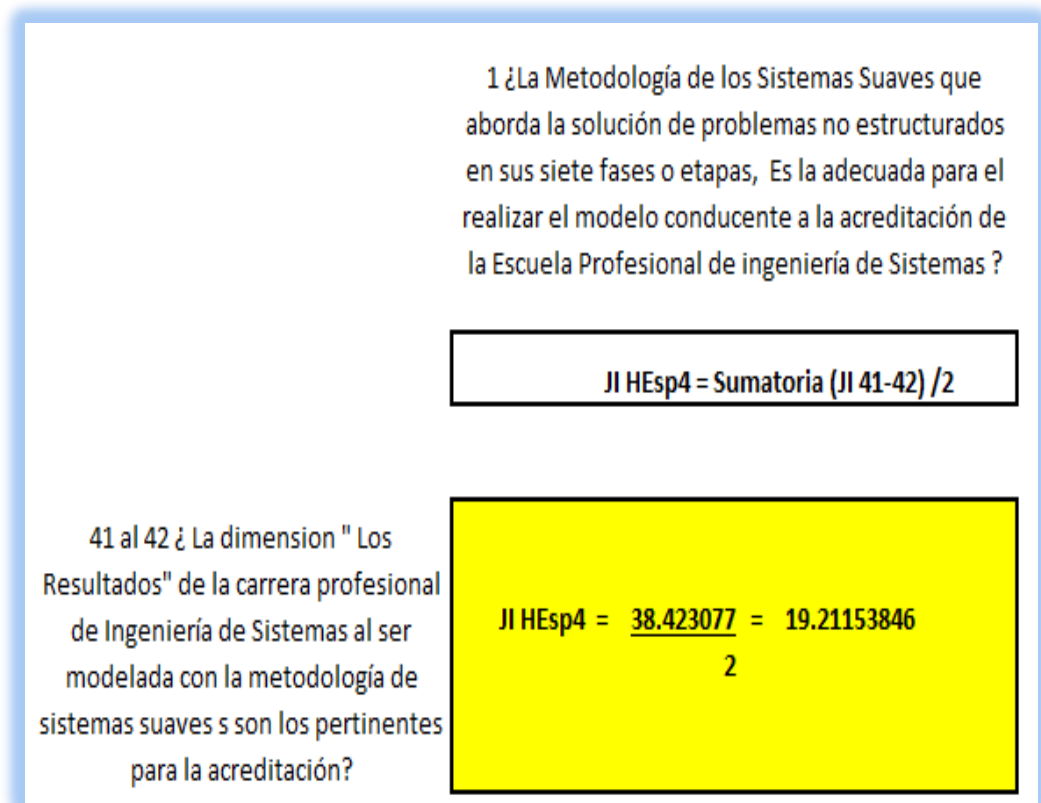 1 ¿La Metodología de los Sistemas Suaves que
aborda la solución de problemas no estructurados
en sus siete fases o etapas, Es la adecuada para el
realizar el modelo conducente a la acreditación de
la Escuela Profesional de ingeniería de Sistemas ?
JI HEsp4 = Sumatoria (JI 41-42) /2
41 al 42 ¿ La dimension " Los
Resultados" de la carrera profesional
de Ingeniería de Sistemas al ser
modelada con la metodología de
sistemas suaves s son los pertinentes
para la acreditación?
JI HEsp4 = 38.423077 = 19.21153846
2